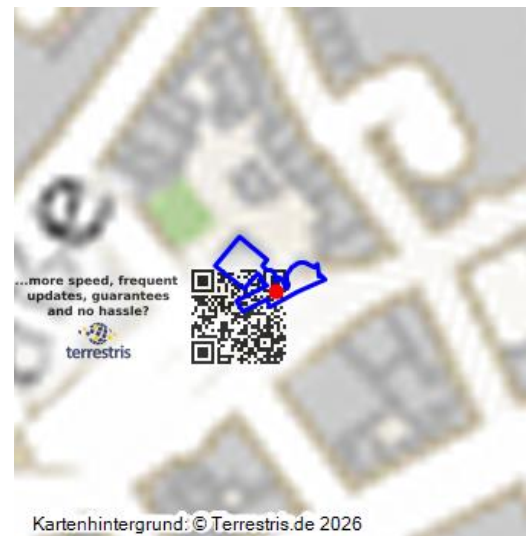 e
...more speed, frequent
updates, guarantees
and no hassle?
terrestris
Kartenhintergrund: © Terrestris.de 2026